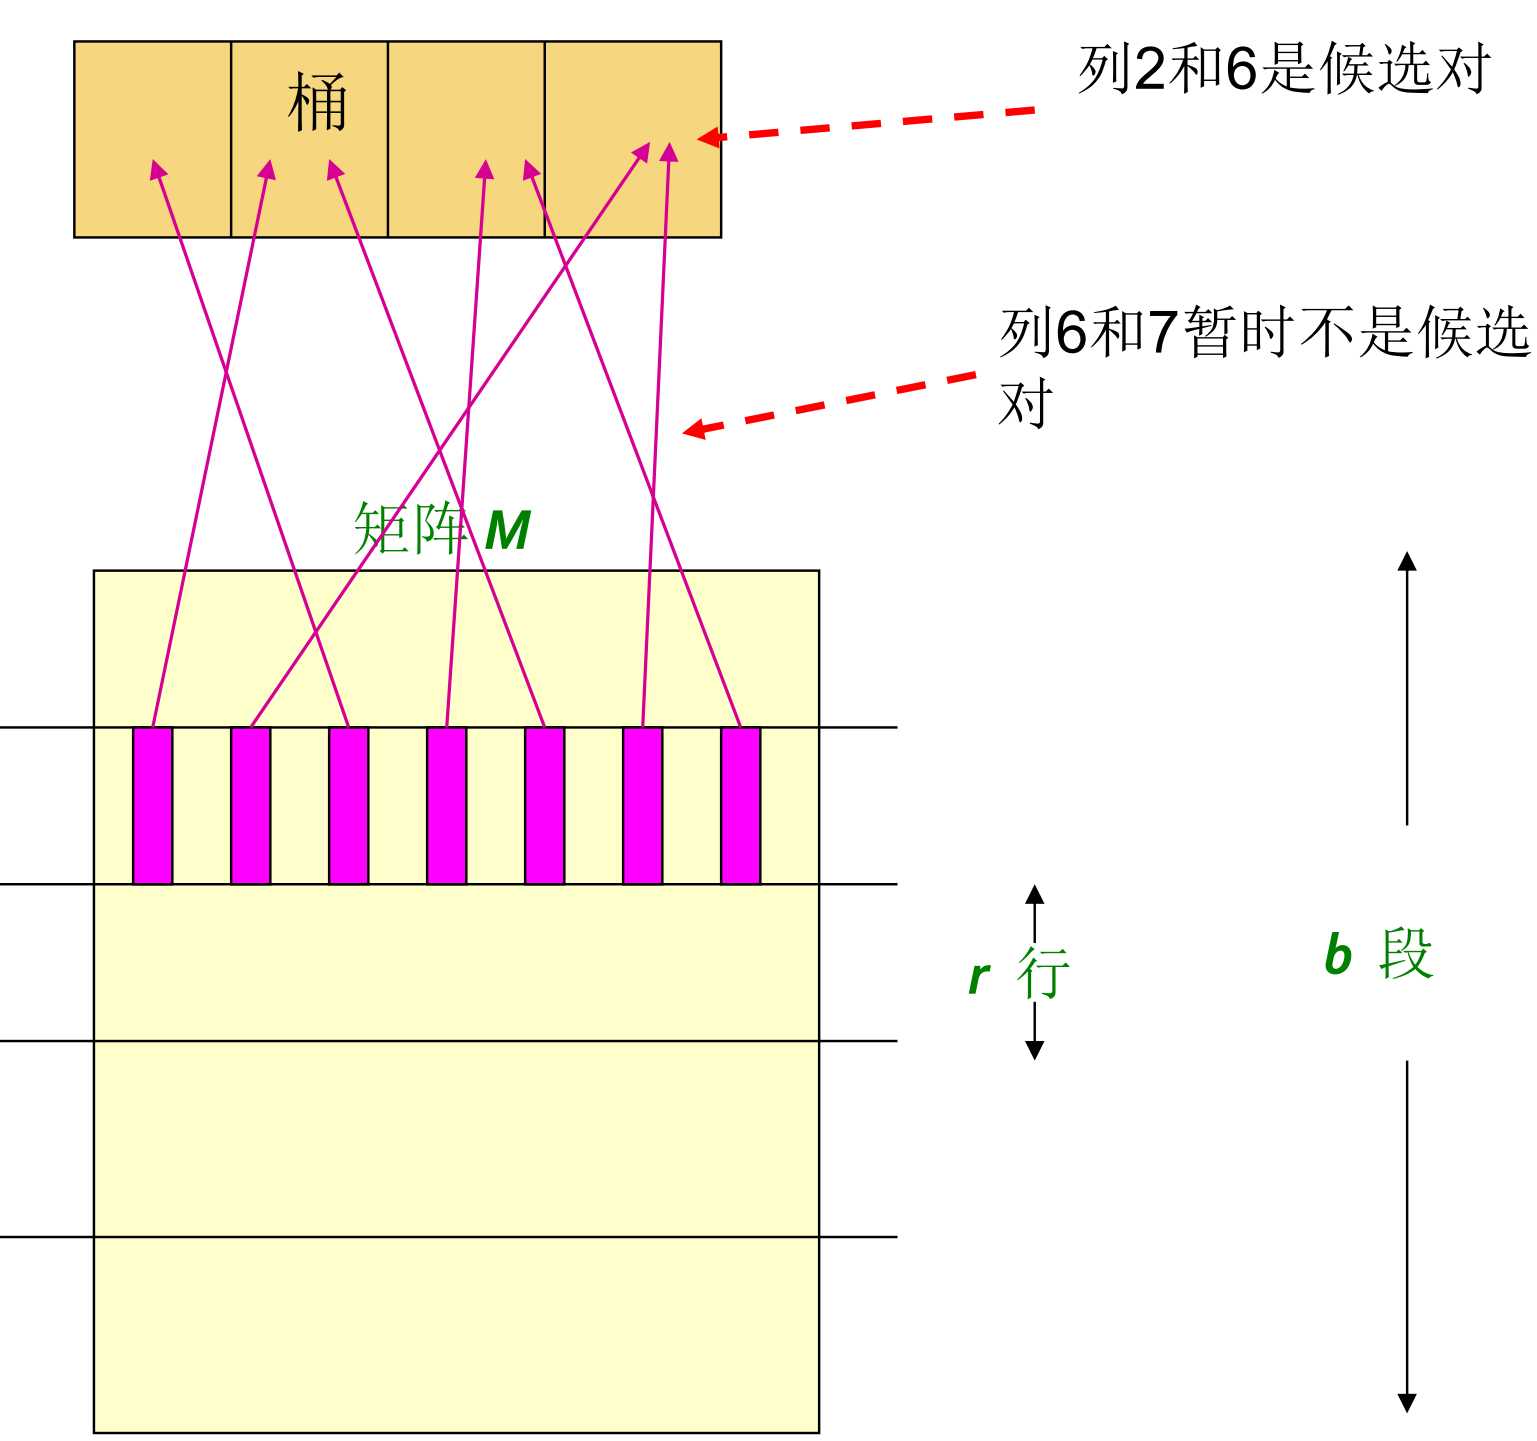 列2和6是候选对
桶
列6和7暂时不是候选
对
矩阵 M
b 段
r 行